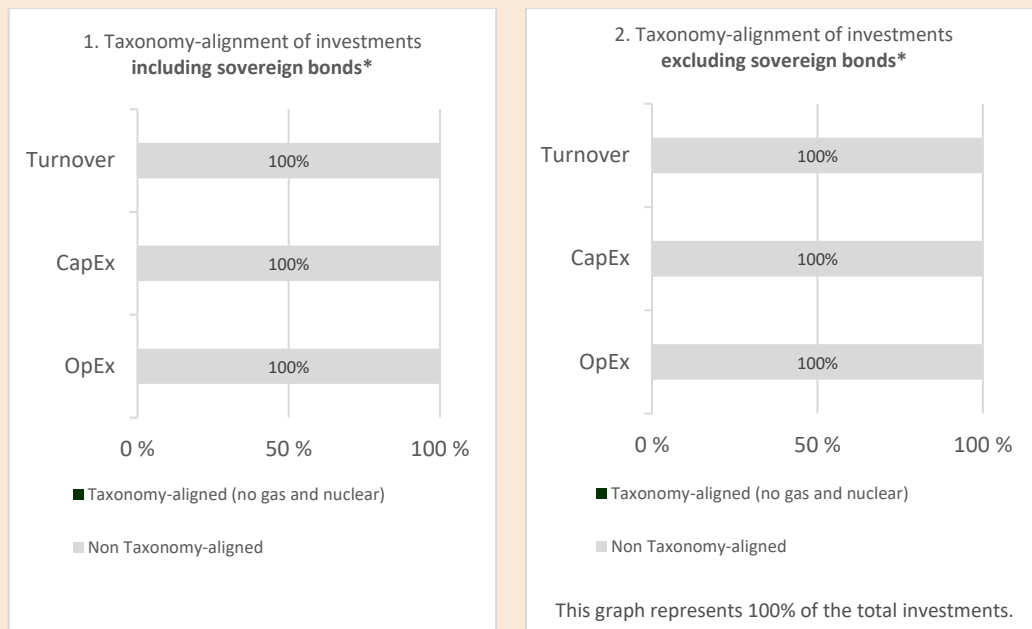 1. Taxonomy-alignment of investments
including sovereign bonds*
Turnover
100%
CapEx
100%
OpEx
100%
0 %
50 %
100 %
Taxonomy-aligned (no gas and nuclear)
Non Taxonomy-aligned
2. Taxonomy-alignment of investments
excluding sovereign bonds*
Turnover
100%
CapEx
100%
OpEx
100%
0 %
50 %
100 %
Taxonomy-aligned (no gas and nuclear)
Non Taxonomy-aligned
This graph represents 100% of the total investments.